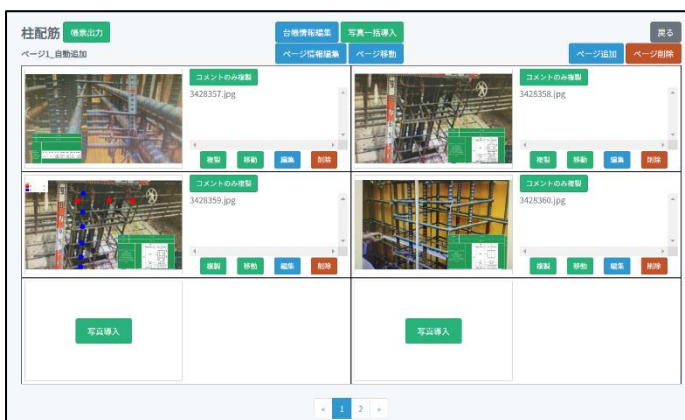 柱配筋 帳票出力 台帳情報編集 写真一括導入 戻る
ページ1_自動追加 ページ情報編集 ページ移動 ページ追加 ページ削除
コメントのみ複製
3428357.jpg
複製 移動 編集 削除
コメントのみ複製
3428358.jpg
複製 移動 編集 削除
コメントのみ複製
3428359.jpg
複製 移動 編集 削除
コメントのみ複製
3428360.jpg
複製 移動 編集 削除
写真導入 写真導入
« 1 2 »